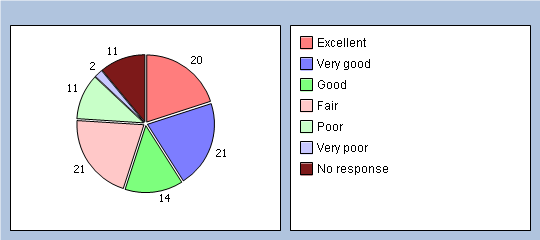 11
20
2
11
21
21
14
Excellent
Very good
Good
Fair
Poor
Very poor
No response